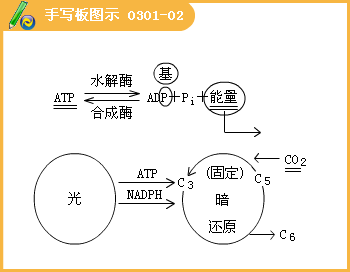 手写板图示 0301-02
基
水解酶
ATP ADP+Pi+能量
合成酶
ATP (固定) CO2
光 C3 C5
NADPH 暗
还原
C6